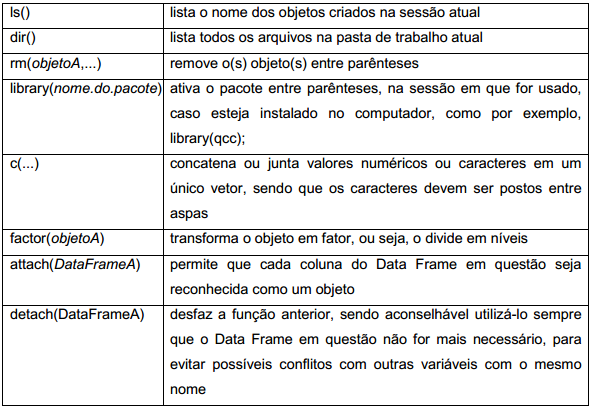 ls() lista o nome dos objetos criados na sessão atual
dir() lista todos os arquivos na pasta de trabalho atual
rm(objetoA,...) remove o(s) objeto(s) entre parênteses
library(nome.do.pacote) ativa o pacote entre parênteses, na sessão em que for usado,
caso esteja instalado no computador, como por exemplo,
library(qcc);
c(...) concatena ou junta valores numéricos ou caracteres em um
único vetor, sendo que os caracteres devem ser postos entre
aspas
factor(objetoA) transforma o objeto em fator, ou seja, o divide em níveis
attach(DataFrameA) permite que cada coluna do Data Frame em questão seja
reconhecida como um objeto
detach(DataFrameA) desfaz a função anterior, sendo aconselhável utilizá-lo sempre
que o Data Frame em questão não for mais necessário, para
evitar possíveis conflitos com outras variáveis com o mesmo
nome